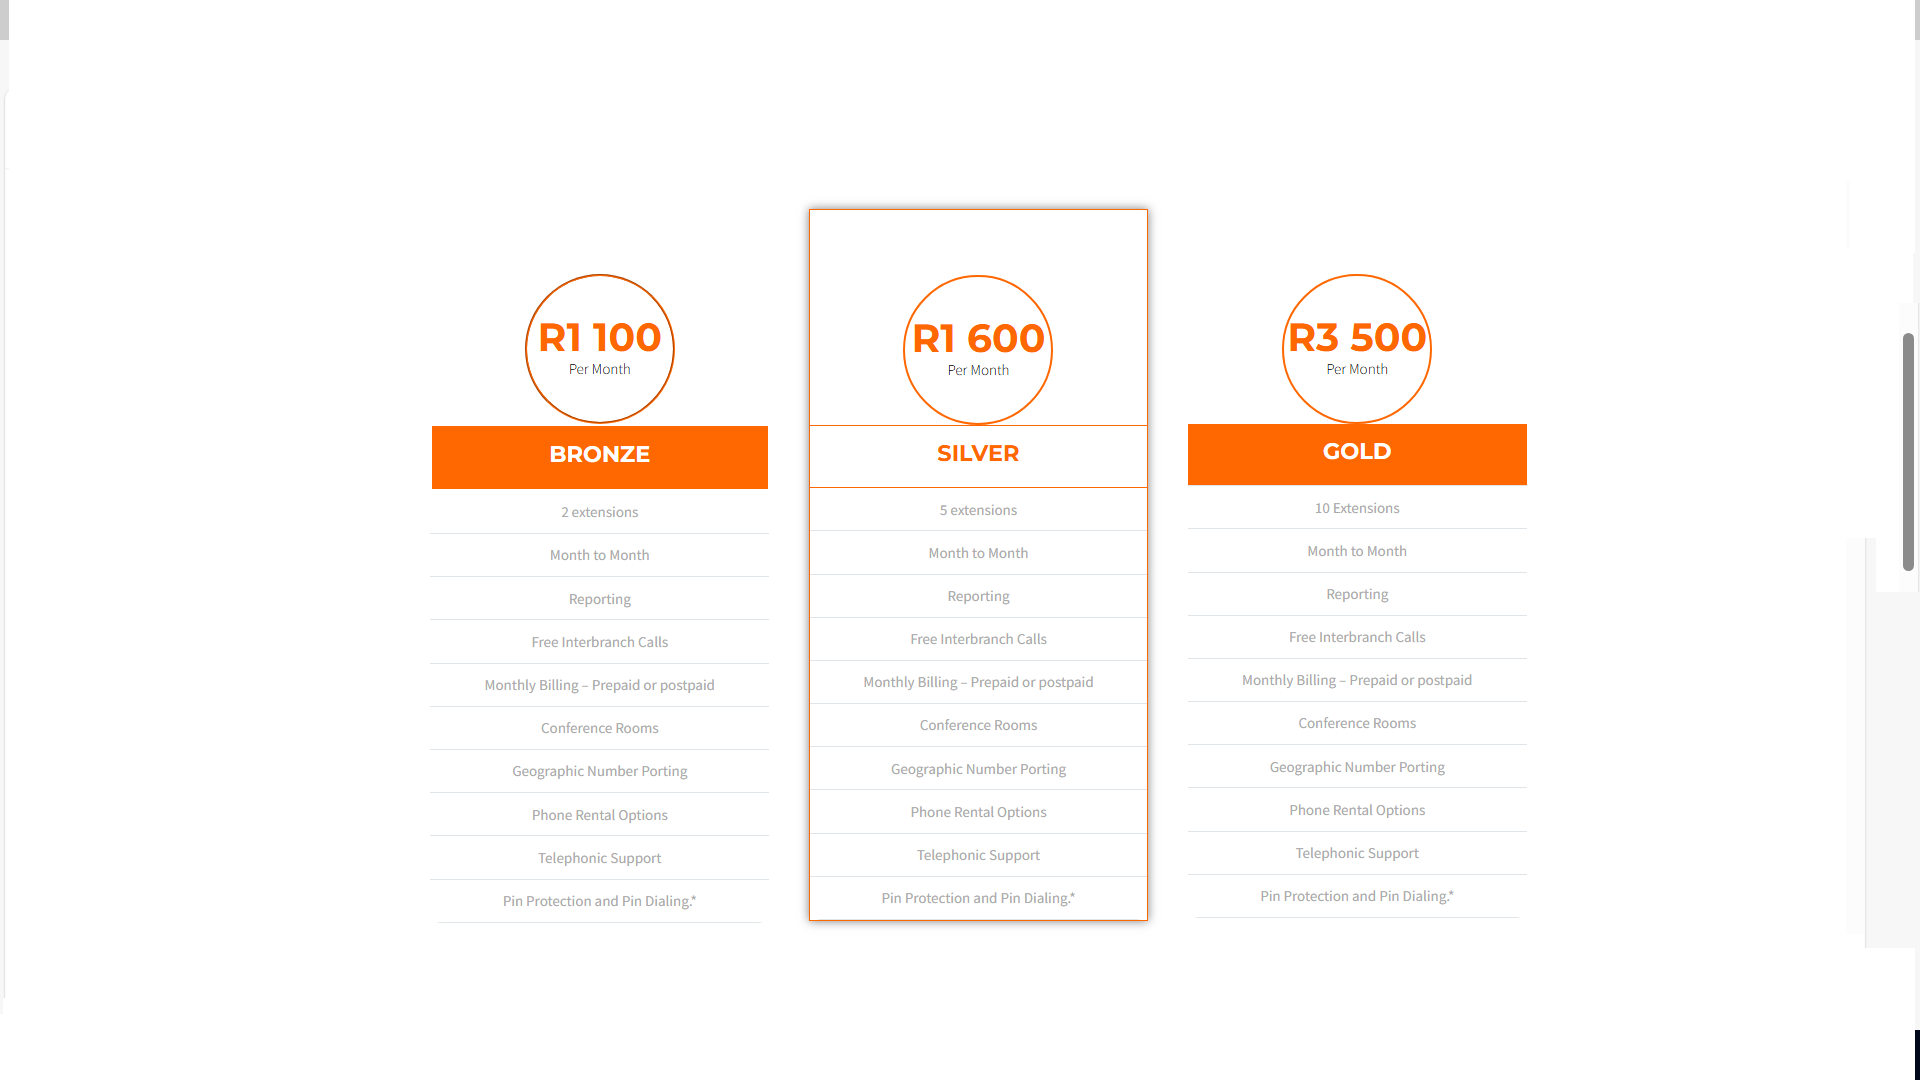 R1 100
Per Month
BRONZE
2 extensions
Month to Month
Reporting
Free Interbranch Calls
Monthly Billing – Prepaid or postpaid
Conference Rooms
Geographic Number Porting
Phone Rental Options
Telephonic Support
Pin Protection and Pin Dialing.*
R1 600
Per Month
SILVER
5 extensions
Month to Month
Reporting
Free Interbranch Calls
Monthly Billing – Prepaid or postpaid
Conference Rooms
Geographic Number Porting
Phone Rental Options
Telephonic Support
Pin Protection and Pin Dialing.*
R3 500
Per Month
GOLD
10 Extensions
Month to Month
Reporting
Free Interbranch Calls
Monthly Billing – Prepaid or postpaid
Conference Rooms
Geographic Number Porting
Phone Rental Options
Telephonic Support
Pin Protection and Pin Dialing.*